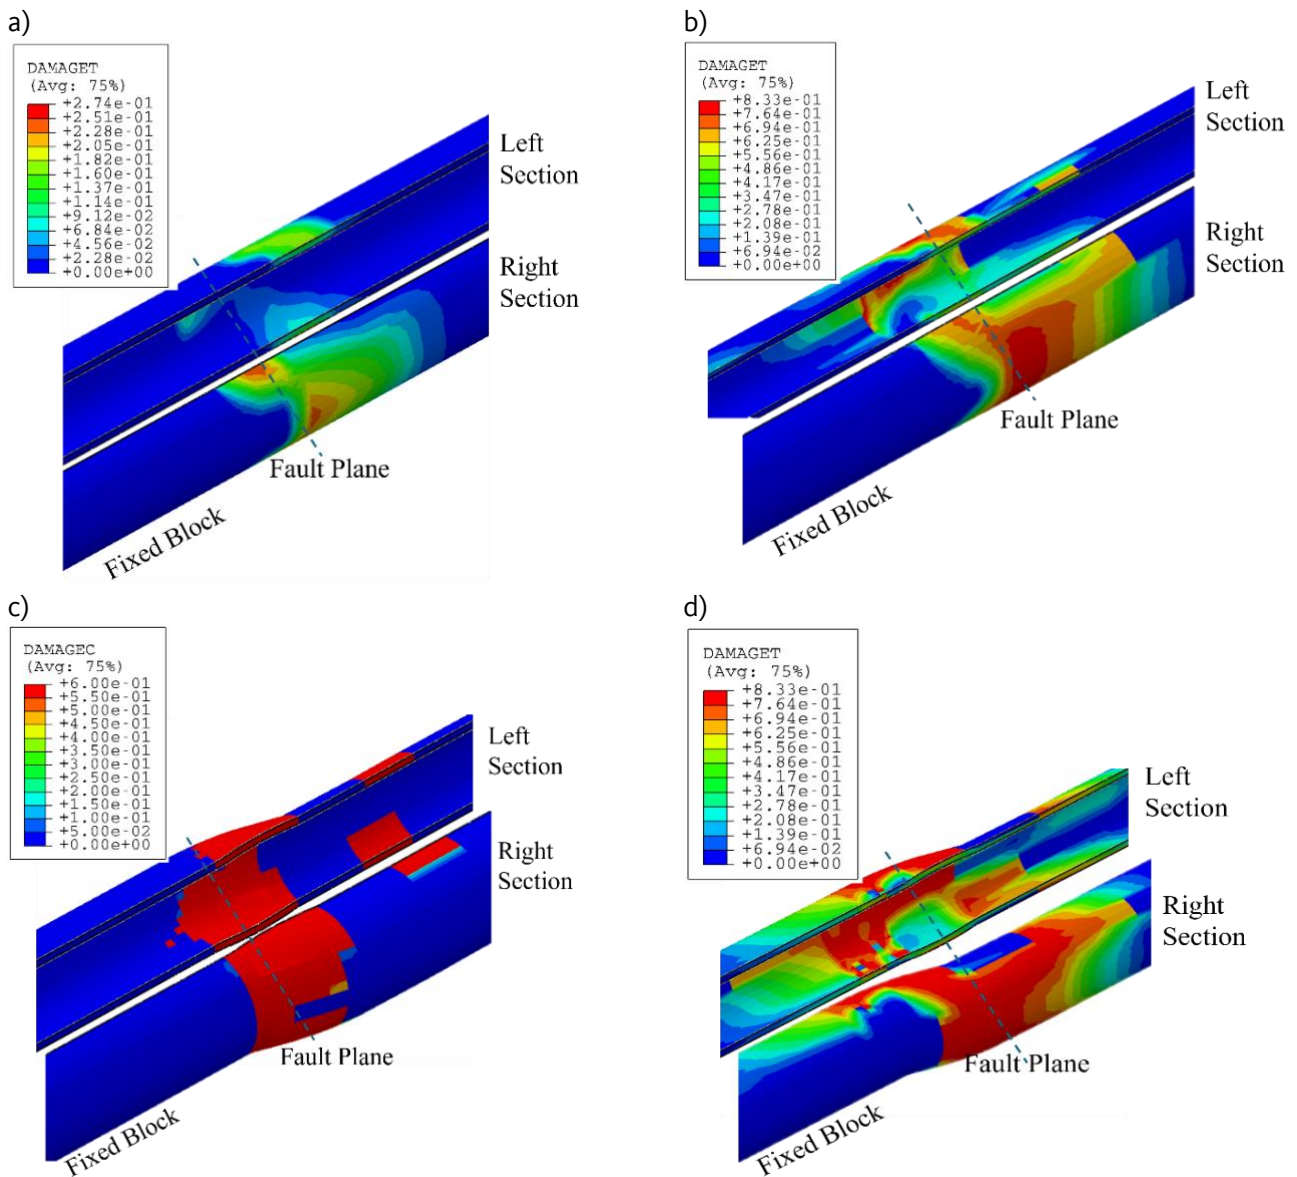 a)
DAMAGET
(Avg: 75%)
+2.74e-01
+2.51e-01
+2.28e-01
+2.05e-01
+1.82e-01
+1.60e-01
+1.37e-01
+1.14e-01
+9.12e-02
+6.84e-02
+4.56e-02
+2.28e-02
+0.00e+00
Left
Section
Right
Section
Fault Plane
Fixed Block
b)
DAMAGET
(Avg: 75%)
+8.33e-01
+7.64e-01
+6.94e-01
+6.25e-01
+5.56e-01
+4.86e-01
+4.17e-01
+3.47e-01
+2.78e-01
+2.08e-01
+1.39e-01
+6.94e-02
+0.00e+00
Left
Section
Right
Section
Fault Plane
Fixed Block
c)
DAMAGEC
(Avg: 75%)
+6.00e-01
+5.50e-01
+5.00e-01
+4.50e-01
+4.00e-01
+3.50e-01
+3.00e-01
+2.50e-01
+2.00e-01
+1.50e-01
+1.00e-01
+5.00e-02
+0.00e+00
Left
Section
Right
Section
Fault Plane
Fixed Block
d)
DAMAGET
(Avg: 75%)
+8.33e-01
+7.64e-01
+6.94e-01
+6.25e-01
+5.56e-01
+4.86e-01
+4.17e-01
+3.47e-01
+2.78e-01
+2.08e-01
+1.39e-01
+6.94e-02
+0.00e+00
Left
Section
Right
Section
Fault Plane
Fixed Block